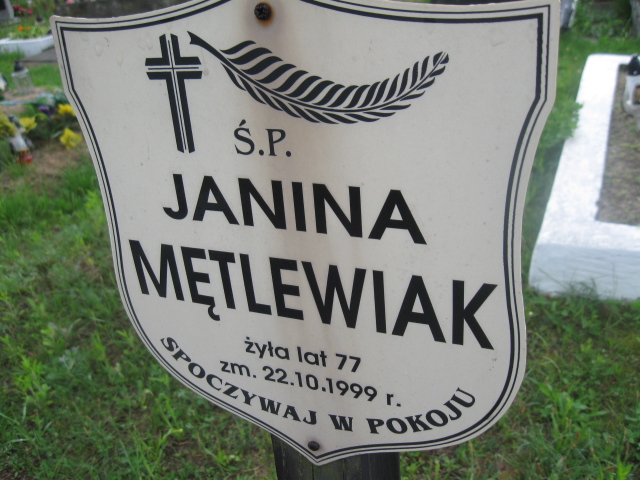 Ś.P.
JANINA
MĘTLEWIAK
żyła lat 77
zm. 22.10.1999 r.
SPOCZYWAJ W POKOJU